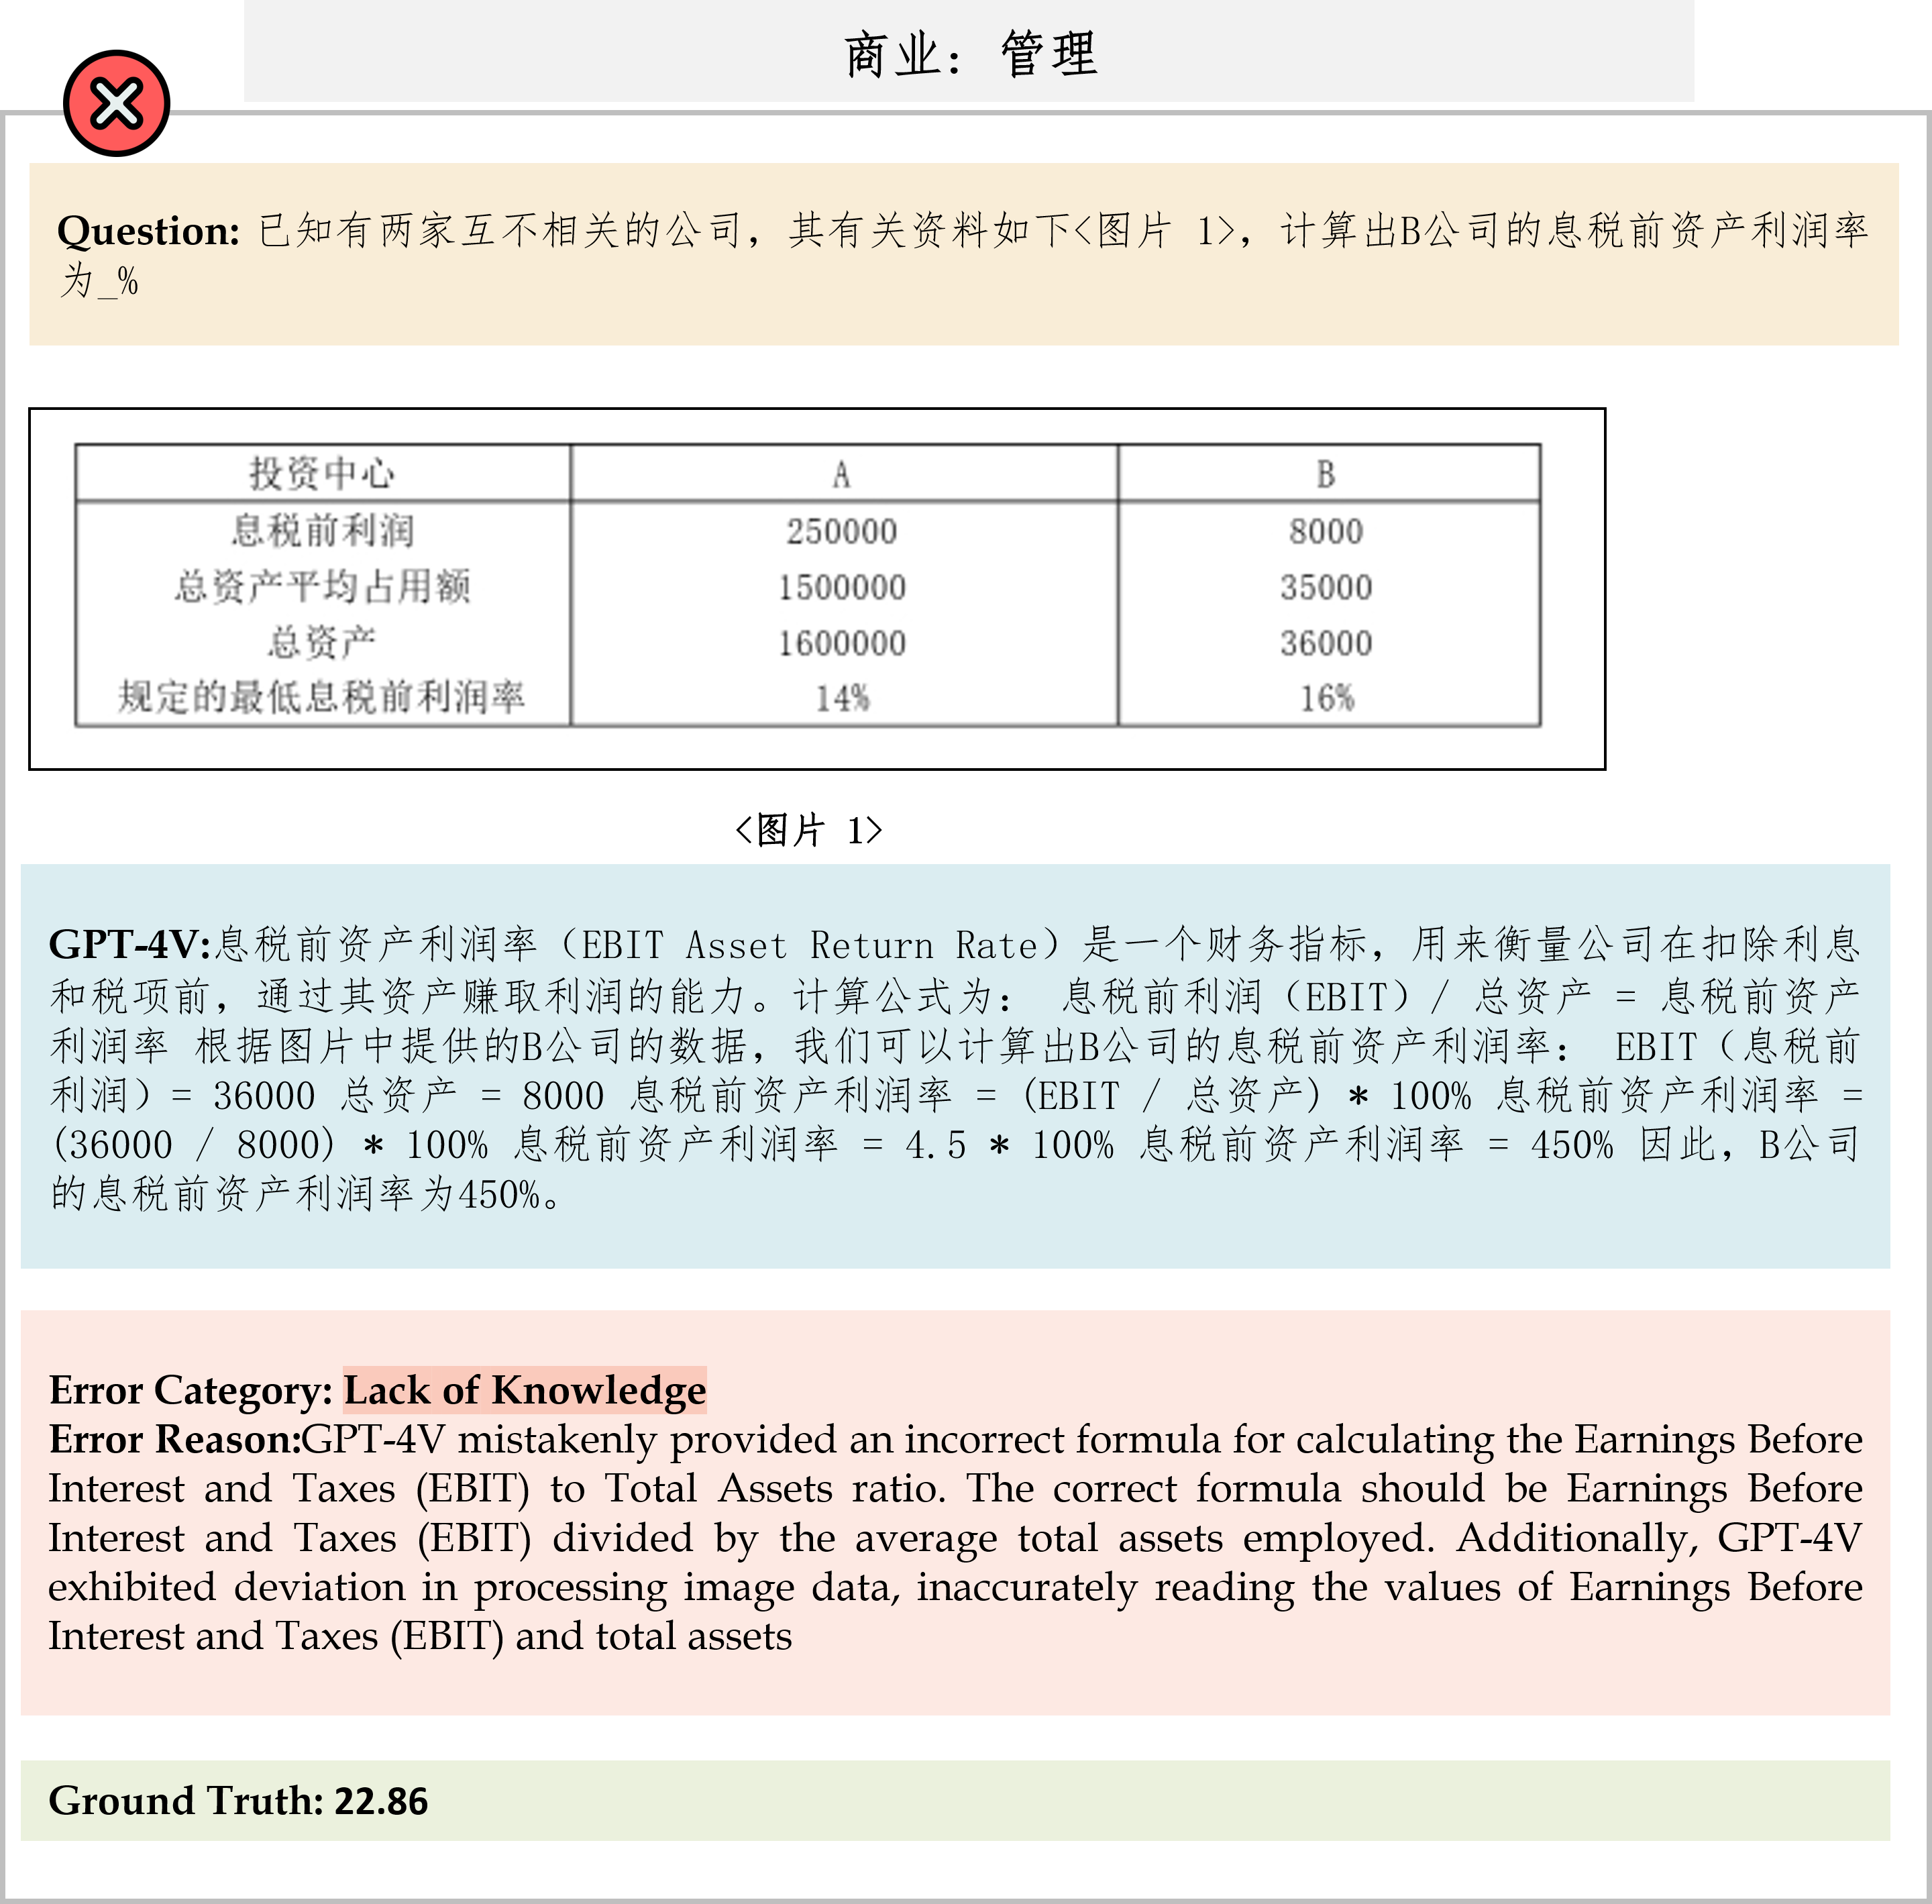 商业：管理
Question: 已知有两家互不相关的公司，其有关资料如下<图片 1>，计算出B公司的息税前资产利润率
为_%
投资中心 A B
息税前利润 250000 8000
总资产平均占用额 1500000 35000
总资产 1600000 36000
规定的最低息税前利润率 14% 16%
<图片 1>
GPT-4V:息税前资产利润率（EBIT Asset Return Rate）是一个财务指标，用来衡量公司在扣除利息
和税项前，通过其资产赚取利润的能力。计算公式为： 息税前利润（EBIT）/ 总资产 = 息税前资产
利润率 根据图片中提供的B公司的数据，我们可以计算出B公司的息税前资产利润率： EBIT（息税前
利润）= 36000 总资产 = 8000 息税前资产利润率 = (EBIT / 总资产) * 100% 息税前资产利润率 =
(36000 / 8000) * 100% 息税前资产利润率 = 4.5 * 100% 息税前资产利润率 = 450% 因此，B公司
的息税前资产利润率为450%。
Error Category: Lack of Knowledge
Error Reason:GPT-4V mistakenly provided an incorrect formula for calculating the Earnings Before
Interest and Taxes (EBIT) to Total Assets ratio. The correct formula should be Earnings Before
Interest and Taxes (EBIT) divided by the average total assets employed. Additionally, GPT-4V
exhibited deviation in processing image data, inaccurately reading the values of Earnings Before
Interest and Taxes (EBIT) and total assets
Ground Truth: 22.86